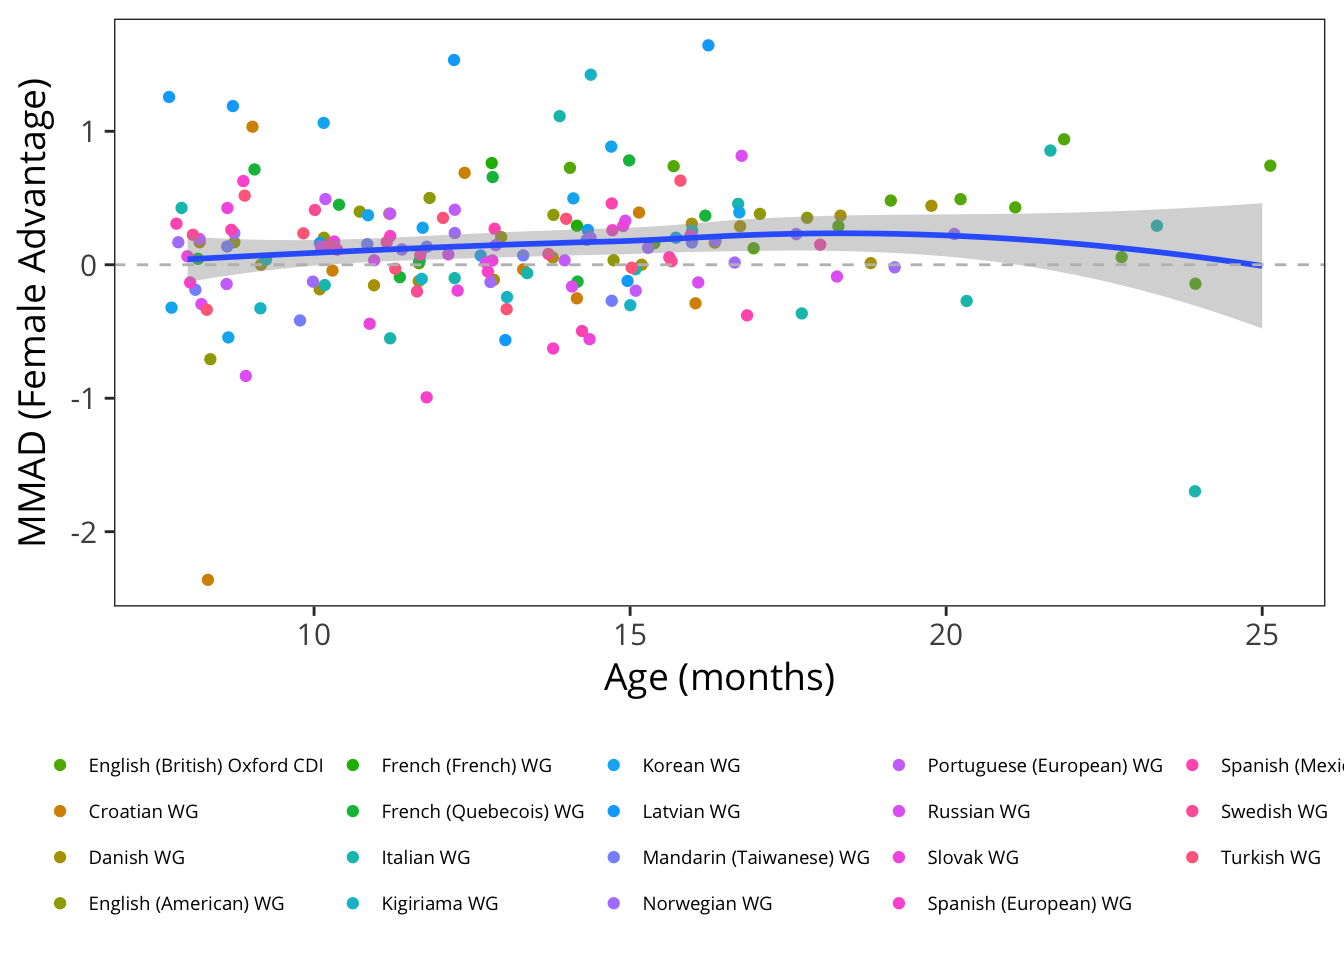 MMAD (Female Advantage)
1
0
-1
-2
10 15 20 25
Age (months)
English (British) Oxford CDI French (French) WG Korean WG Portuguese (European) WG Spanish (Mexi
Croatian WG French (Quebecois) WG Latvian WG Russian WG Swedish WG
Danish WG Italian WG Mandarin (Taiwanese) WG Slovak WG Turkish WG
English (American) WG Kigiriama WG Norwegian WG Spanish (European) WG